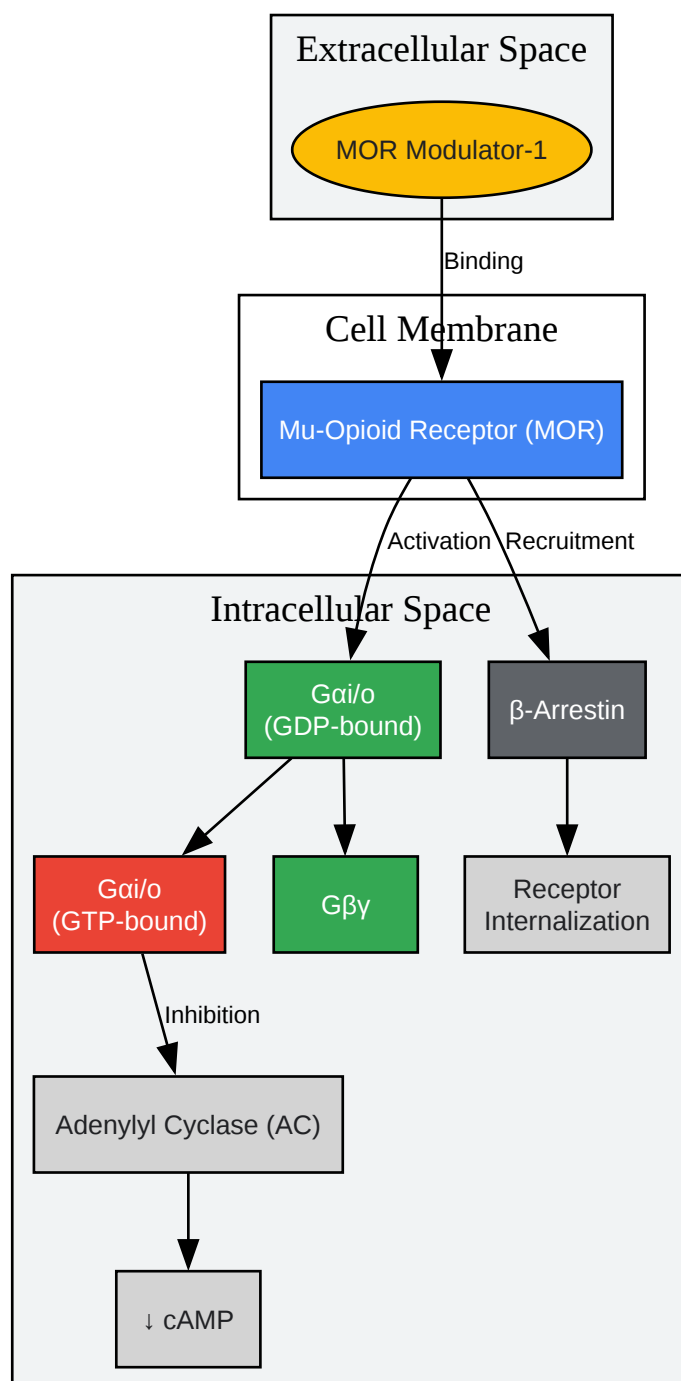 Extracellular Space
MOR Modulator-1
Binding
Cell Membrane
Mu-Opioid Receptor (MOR)
Activation
Recruitment
Intracellular Space
Gαi/o
(GDP-bound)
β-Arrestin
Gαi/o
(GTP-bound)
Gβγ
Receptor
Internalization
Inhibition
Adenylyl Cyclase (AC)
↓ cAMP